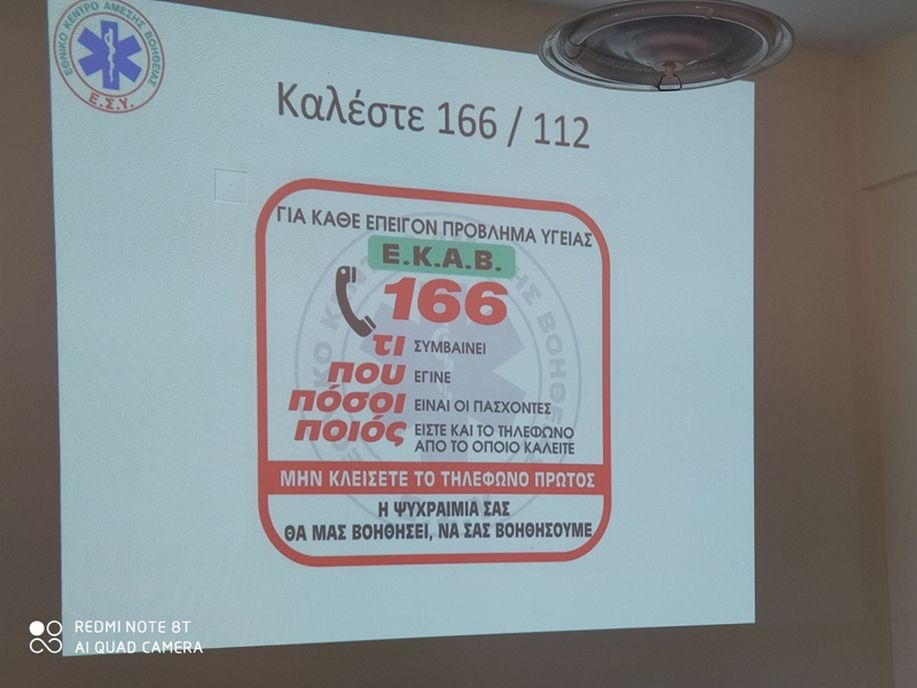 ΕΘΝΙΚΟ ΚΕΝΤΡΟ ΑΜΕΣΗΣ ΒΟΗΘΕΙΑΣ
Ε.Σ.Υ.
Καλέστε 166 / 112
ΓΙΑ ΚΑΘΕ ΕΠΕΙΓΟΝ ΠΡΟΒΛΗΜΑ ΥΓΕΙΑΣ
Ε.Κ.Α.Β.
166
τι ΣΥΜΒΑΙΝΕΙ
που ΕΓΙΝΕ
πόσοι ΕΙΝΑΙ ΟΙ ΠΑΣΧΟΝΤΕΣ
ποιός ΕΙΣΤΕ ΚΑΙ ΤΟ ΤΗΛΕΦΩΝΟ
ΑΠΟ ΤΟ ΟΠΟΙΟ ΚΑΛΕΙΤΕ
ΜΗΝ ΚΛΕΙΣΕΤΕ ΤΟ ΤΗΛΕΦΩΝΟ ΠΡΩΤΟΣ
Η ΨΥΧΡΑΙΜΙΑ ΣΑΣ
ΘΑ ΜΑΣ ΒΟΗΘΗΣΕΙ, ΝΑ ΣΑΣ ΒΟΗΘΗΣΟΥΜΕ
REDMI NOTE 8T
AI QUAD CAMERA